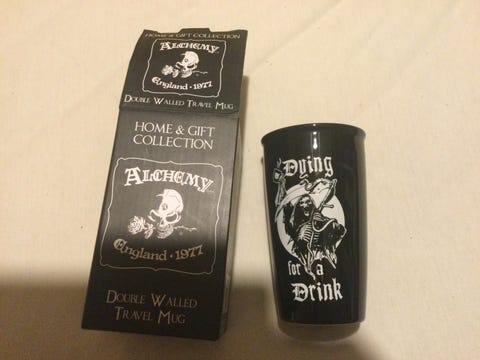 HOME & GIFT COLLECTION
ALCHEMY
England · 1977
DOUBLE WALLED TRAVEL MUG
HOME & GIFT
COLLECTION
ALCHEMY
England · 1977
DOUBLE WALLED
TRAVEL MUG
Dying
for a
Drink